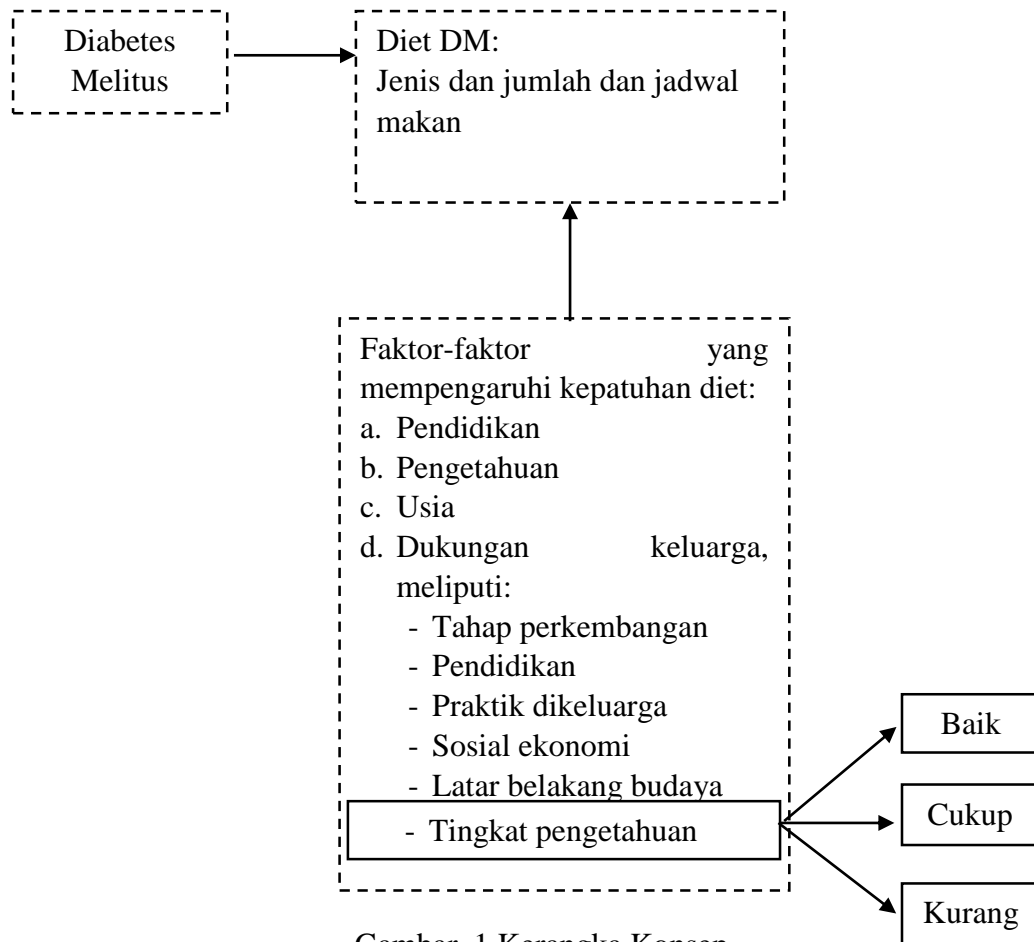 Diabetes
Melitus
Diet DM:
Jenis dan jumlah dan jadwal
makan
Faktor-faktor yang
mempengaruhi kepatuhan diet:
a. Pendidikan
b. Pengetahuan
c. Usia
d. Dukungan keluarga,
meliputi:
- Tahap perkembangan
- Pendidikan
- Praktik dikeluarga
- Sosial ekonomi
- Latar belakang budaya
- Tingkat pengetahuan
Baik
Cukup
Kurang
Gambar. 1 Kerangka Konsep